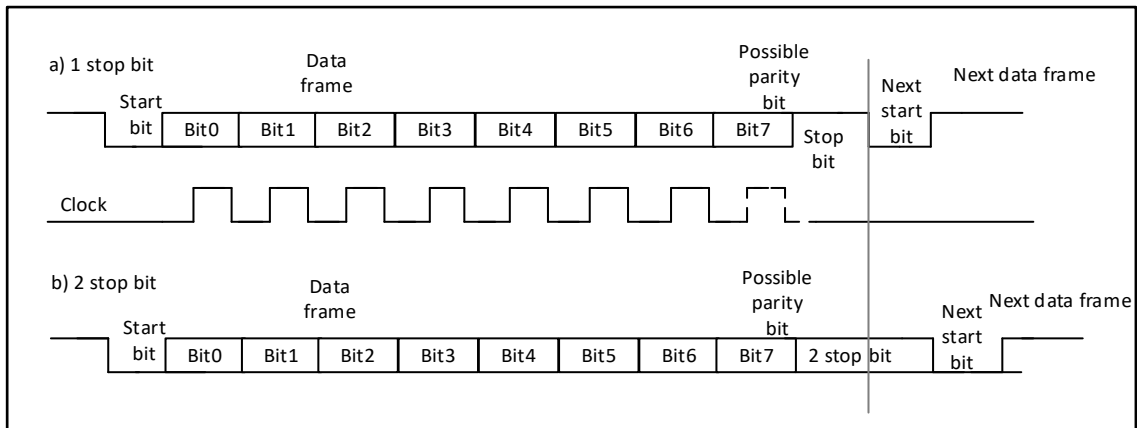 a) 1 stop bit
Data
frame
Possible
parity
bit
Next data frame
Start
bit
Next
start
bit
Bit0 Bit1 Bit2 Bit3 Bit4 Bit5 Bit6 Bit7
Stop
bit
Clock
b) 2 stop bit
Data
frame
Possible
parity
bit
Next data frame
Start
bit
Next
start
bit
Bit0 Bit1 Bit2 Bit3 Bit4 Bit5 Bit6 Bit7 2 stop bit